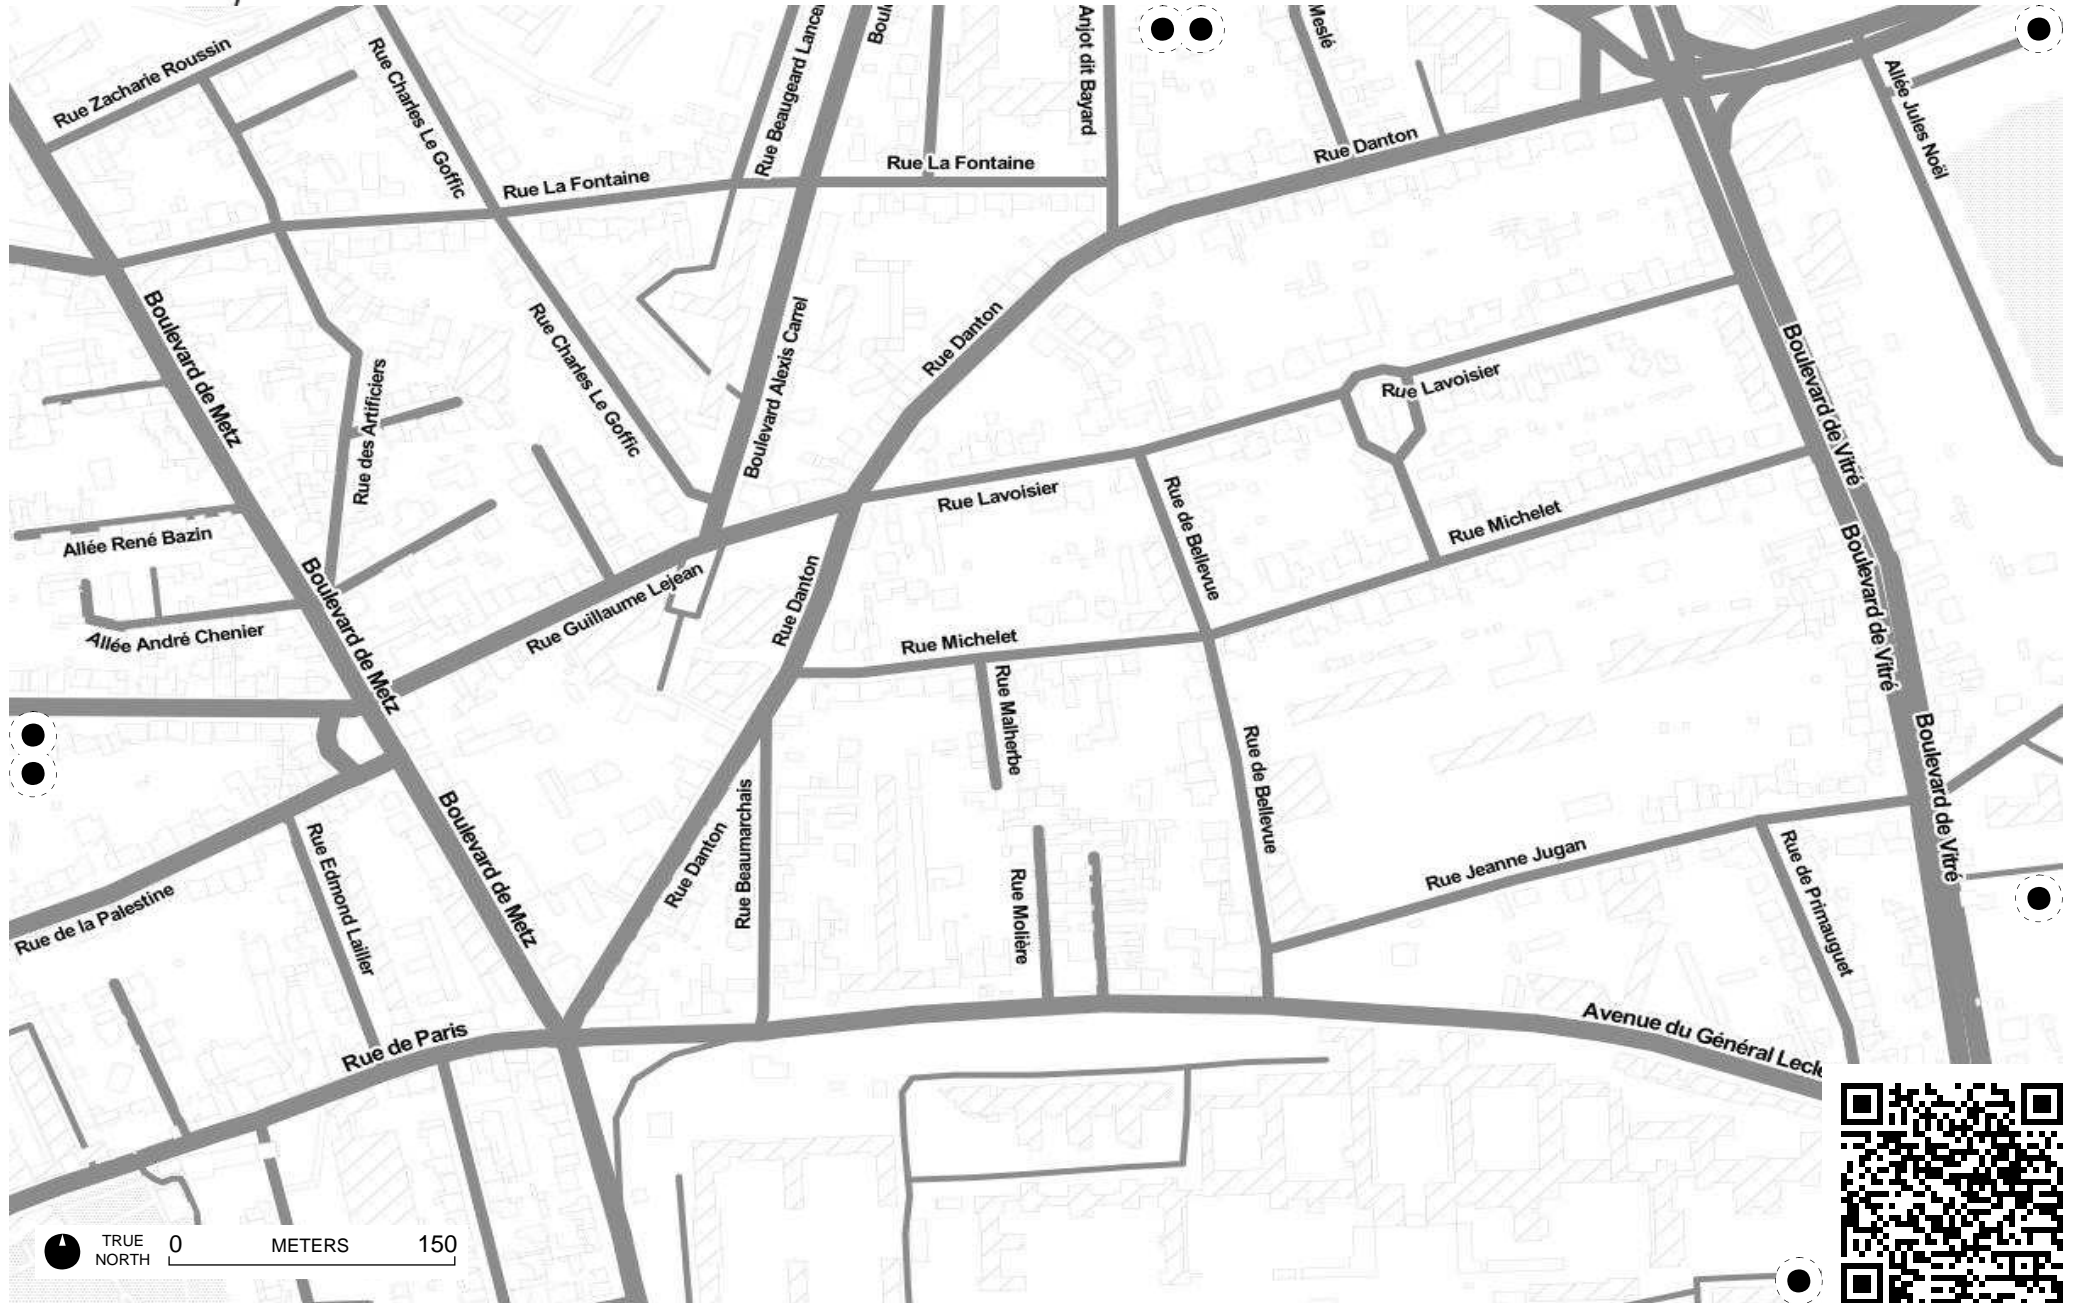 Rue Zacharie Roussin
Rue Charles Le Goffic
Rue Beaugeard Lancel
Boul
Anjot dit Bayard
Meslé
Allée Jules Noël
Rue La Fontaine
Rue La Fontaine
Rue Danton
Boulevard de Metz
Rue des Artificiers
Rue Charles Le Goffic
Boulevard Alexis Carrel
Rue Danton
Rue Lavoisier
Boulevard de Vitré
Allée René Bazin
Rue Lavoisier
Rue de Bellevue
Rue Michelet
Boulevard de Vitré
Allée André Chenier
Boulevard de Metz
Rue Guillaume Lejean
Rue Danton
Rue Michelet
Rue Malherbe
Rue de Bellevue
Boulevard de Vitré
Boulevard de Metz
Rue Danton
Rue Beaumarchais
Rue Molière
Rue Jeanne Jugan
Rue de Primauguet
Rue de la Palestine
Rue Edmond Lailler
Rue de Paris
Avenue du Général Lecle
TRUE
NORTH
0 METERS 150